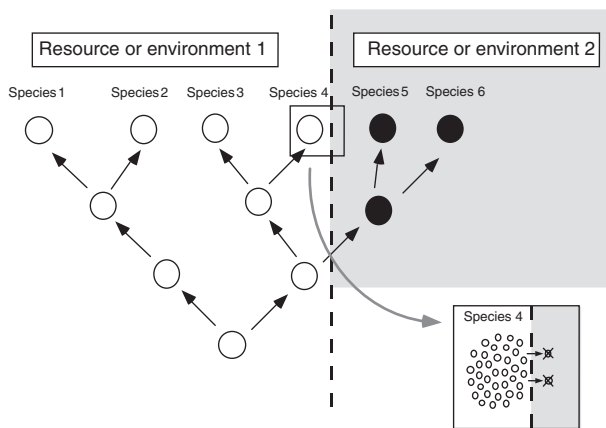 Resource or environment 1
Resource or environment 2
Species 1
Species 2
Species 3
Species 4
Species 5
Species 6
Species 4